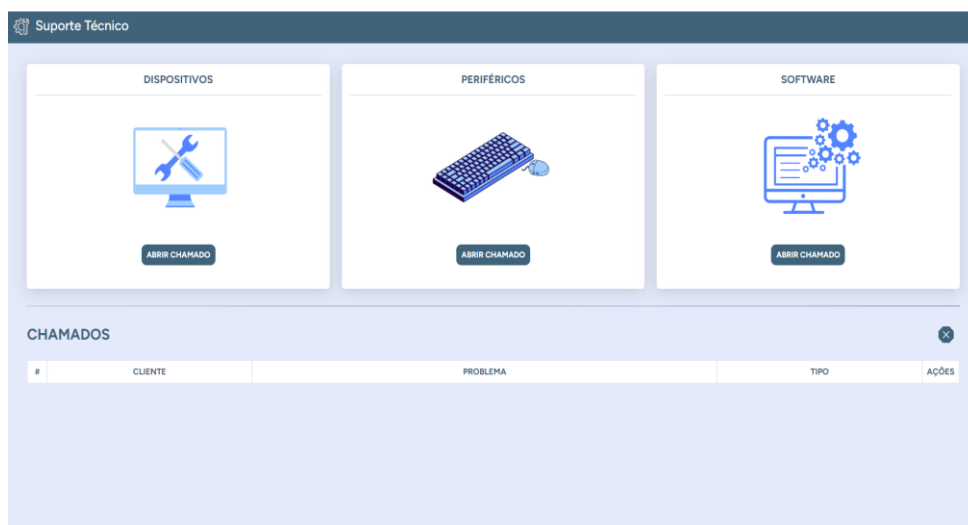 Suporte Técnico
DISPOSITIVOS PERIFÉRICOS SOFTWARE
ABRIR CHAMADO ABRIR CHAMADO ABRIR CHAMADO
CHAMADOS
# CLIENTE PROBLEMA TIPO AÇÕES